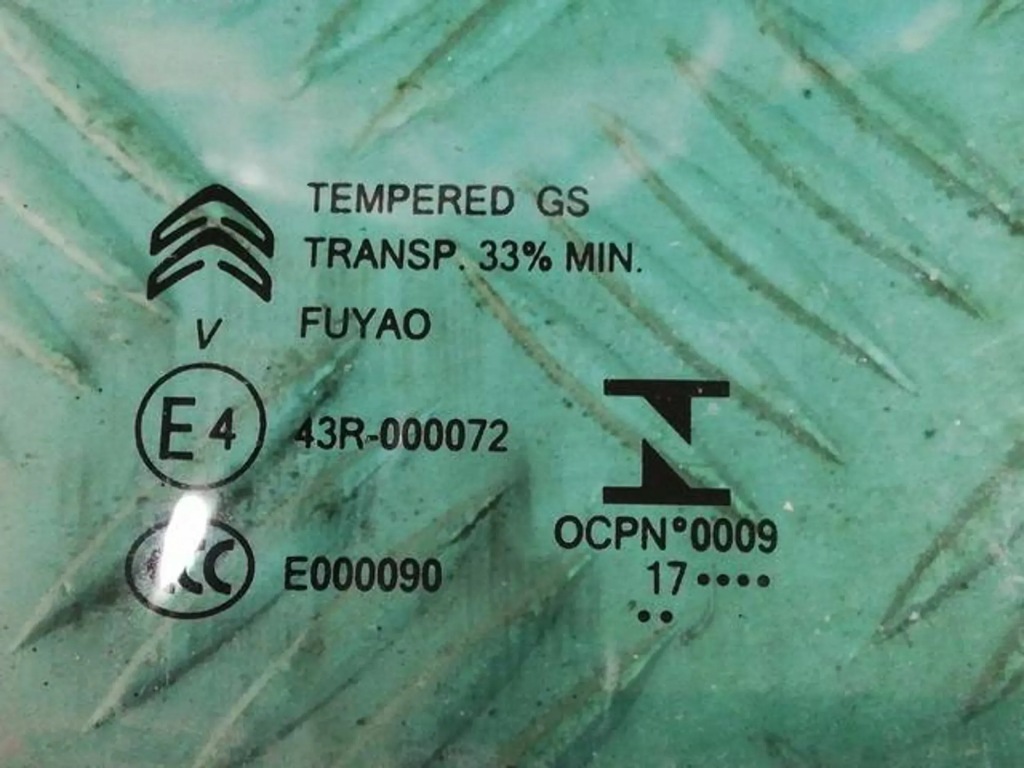 TEMPERED GS
TRANSP. 33% MIN.
V FUYAO
E4 43R-000072
E000090
OCPN°0009
17 ••••
••